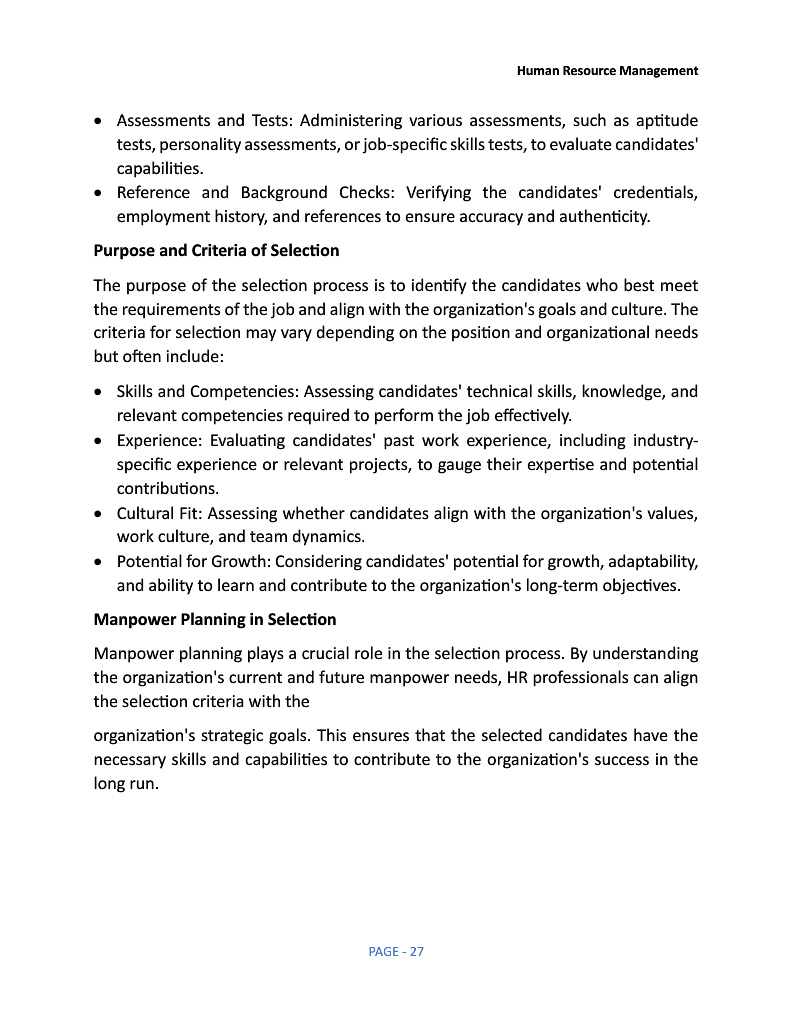 Human Resource Management
• Assessments and Tests: Administering various assessments, such as aptitude
tests, personality assessments, or job-specific skills tests, to evaluate candidates'
capabilities.
• Reference and Background Checks: Verifying the candidates' credentials,
employment history, and references to ensure accuracy and authenticity.
Purpose and Criteria of Selection
The purpose of the selection process is to identify the candidates who best meet
the requirements of the job and align with the organization's goals and culture. The
criteria for selection may vary depending on the position and organizational needs
but often include:
• Skills and Competencies: Assessing candidates' technical skills, knowledge, and
relevant competencies required to perform the job effectively.
• Experience: Evaluating candidates' past work experience, including industry-
specific experience or relevant projects, to gauge their expertise and potential
contributions.
• Cultural Fit: Assessing whether candidates align with the organization's values,
work culture, and team dynamics.
• Potential for Growth: Considering candidates' potential for growth, adaptability,
and ability to learn and contribute to the organization's long-term objectives.
Manpower Planning in Selection
Manpower planning plays a crucial role in the selection process. By understanding
the organization's current and future manpower needs, HR professionals can align
the selection criteria with the
organization's strategic goals. This ensures that the selected candidates have the
necessary skills and capabilities to contribute to the organization's success in the
long run.
PAGE - 27